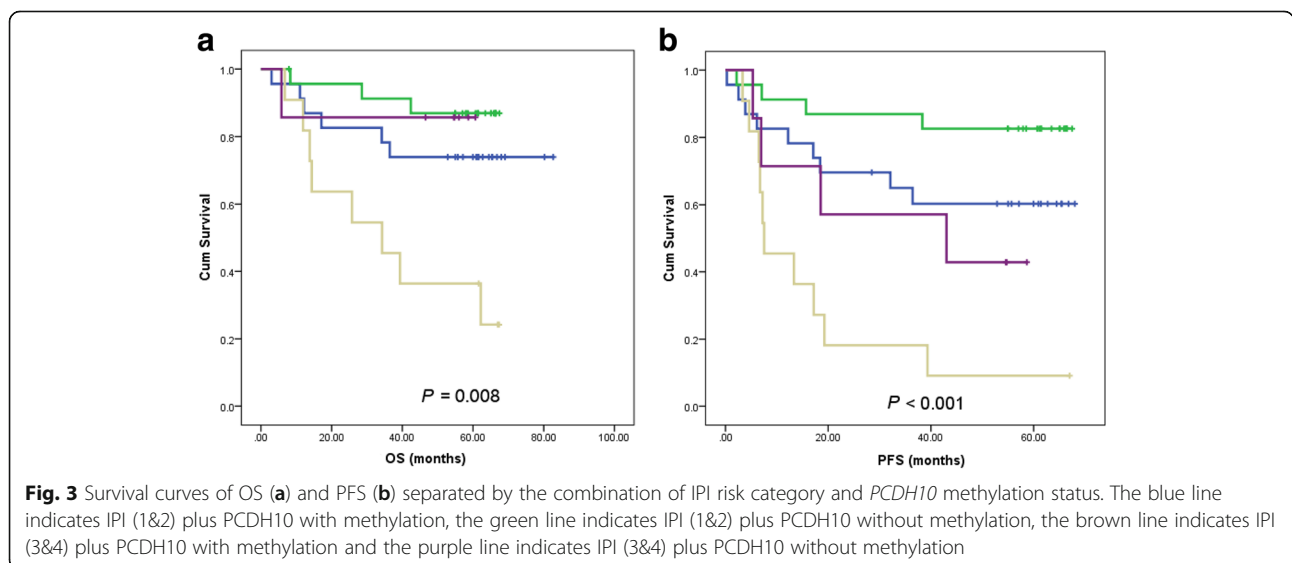 a
b
1.0
0.8
0.6
0.4
0.2
0.0
Cum Survival
P = 0.008
.00 20.00 40.00 60.00 80.00 100.00
OS (months)
1.0
0.8
0.6
0.4
0.2
0.0
Cum Survival
P < 0.001
.00 20.00 40.00 60.00
PFS (months)
Fig. 3 Survival curves of OS (a) and PFS (b) separated by the combination of IPI risk category and PCDH10 methylation status. The blue line
indicates IPI (1&2) plus PCDH10 with methylation, the green line indicates IPI (1&2) plus PCDH10 without methylation, the brown line indicates IPI
(3&4) plus PCDH10 with methylation and the purple line indicates IPI (3&4) plus PCDH10 without methylation